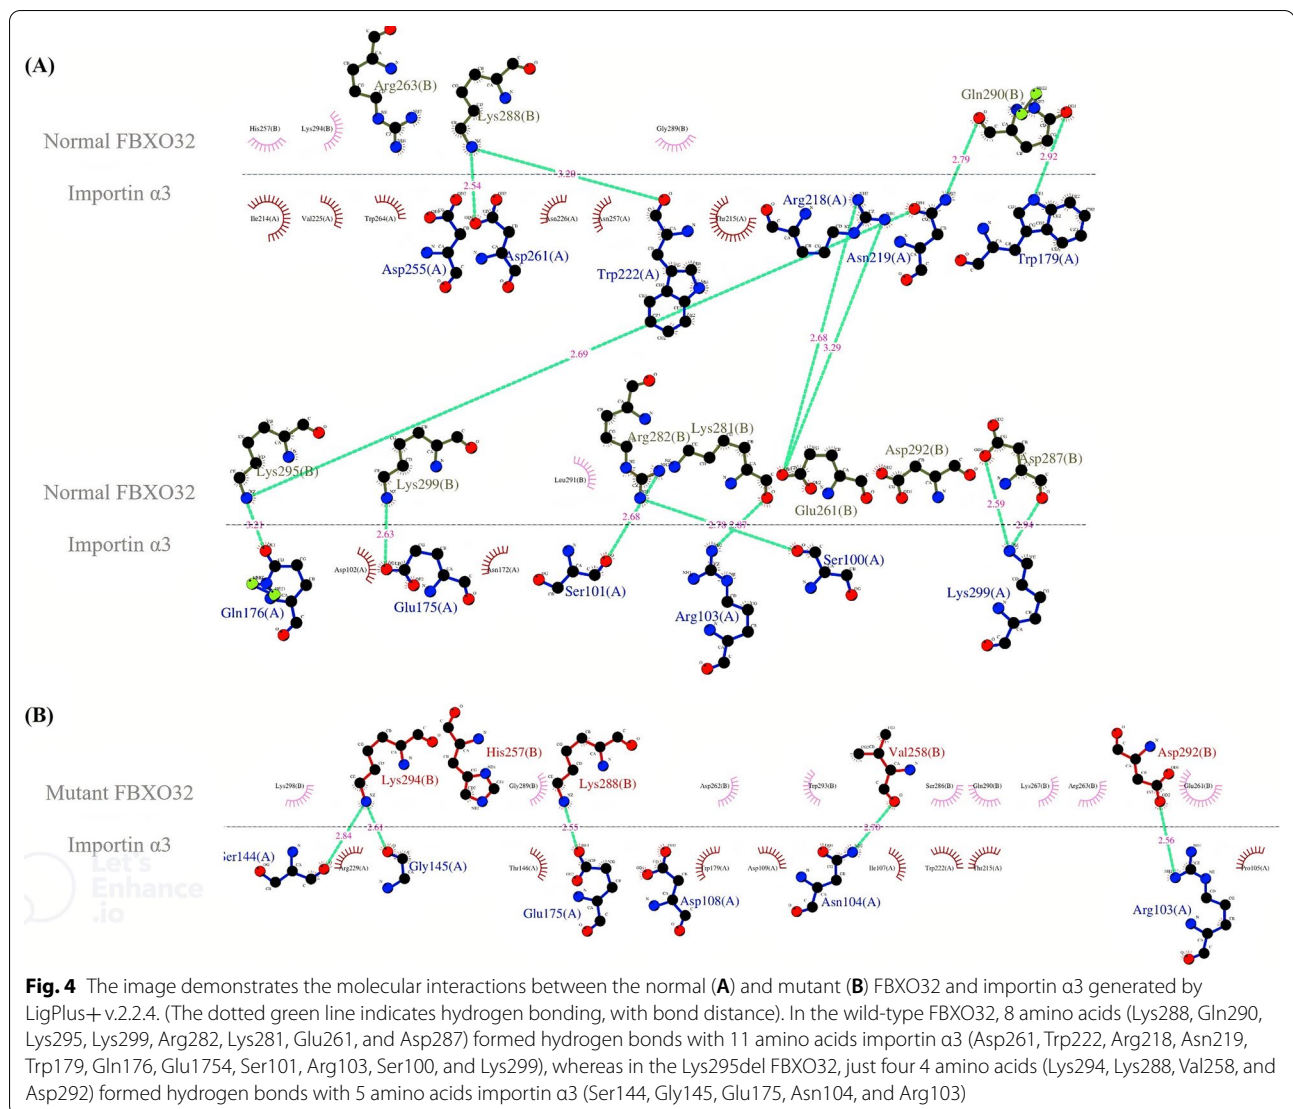 (A)
Arg263(B)
Lys288(B)
Gln290(B)
His257(B)
Lys294(B)
Gly289(B)
Normal FBXO32
2.79
2.92
2.54
3.20
Importin α3
Ile214(A)
Val225(A)
Trp264(A)
Asn226(A)
Asn257(A)
Thr215(A)
Arg218(A)
Asp255(A)
Asp261(A)
Trp222(A)
Asn219(A)
Trp179(A)
2.68
3.29
2.69
Lys295(B)
Lys299(B)
Arg282(B)
Lys281(B)
Asp292(B)
Asp287(B)
Leu291(B)
Glu261(B)
Normal FBXO32
3.21
2.63
2.68
2.78
2.87
2.59
2.94
Importin α3
Asp102(A)
Asn172(A)
Gln176(A)
Glu175(A)
Ser101(A)
Arg103(A)
Ser100(A)
Lys299(A)
(B)
Lys294(B)
His257(B)
Lys288(B)
Val258(B)
Asp292(B)
Mutant FBXO32
Lys298(B)
Gly289(B)
Asp262(B)
Trp293(B)
Ser286(B)
Gln290(B)
Lys267(B)
Arg263(B)
Glu261(B)
2.84
2.61
2.55
2.70
2.56
Importin α3
Ser144(A)
Arg229(A)
Gly145(A)
Thr146(A)
Glu175(A)
Asp108(A)
Trp179(A)
Asp109(A)
Asn104(A)
Ile107(A)
Trp222(A)
Thr215(A)
Arg103(A)
Pro105(A)
Let's
Enhance
.io
Fig. 4 The image demonstrates the molecular interactions between the normal (A) and mutant (B) FBXO32 and importin α3 generated by
LigPlus+ v.2.2.4. (The dotted green line indicates hydrogen bonding, with bond distance). In the wild-type FBXO32, 8 amino acids (Lys288, Gln290,
Lys295, Lys299, Arg282, Lys281, Glu261, and Asp287) formed hydrogen bonds with 11 amino acids importin α3 (Asp261, Trp222, Arg218, Asn219,
Trp179, Gln176, Glu1754, Ser101, Arg103, Ser100, and Lys299), whereas in the Lys295del FBXO32, just four 4 amino acids (Lys294, Lys288, Val258, and
Asp292) formed hydrogen bonds with 5 amino acids importin α3 (Ser144, Gly145, Glu175, Asn104, and Arg103)